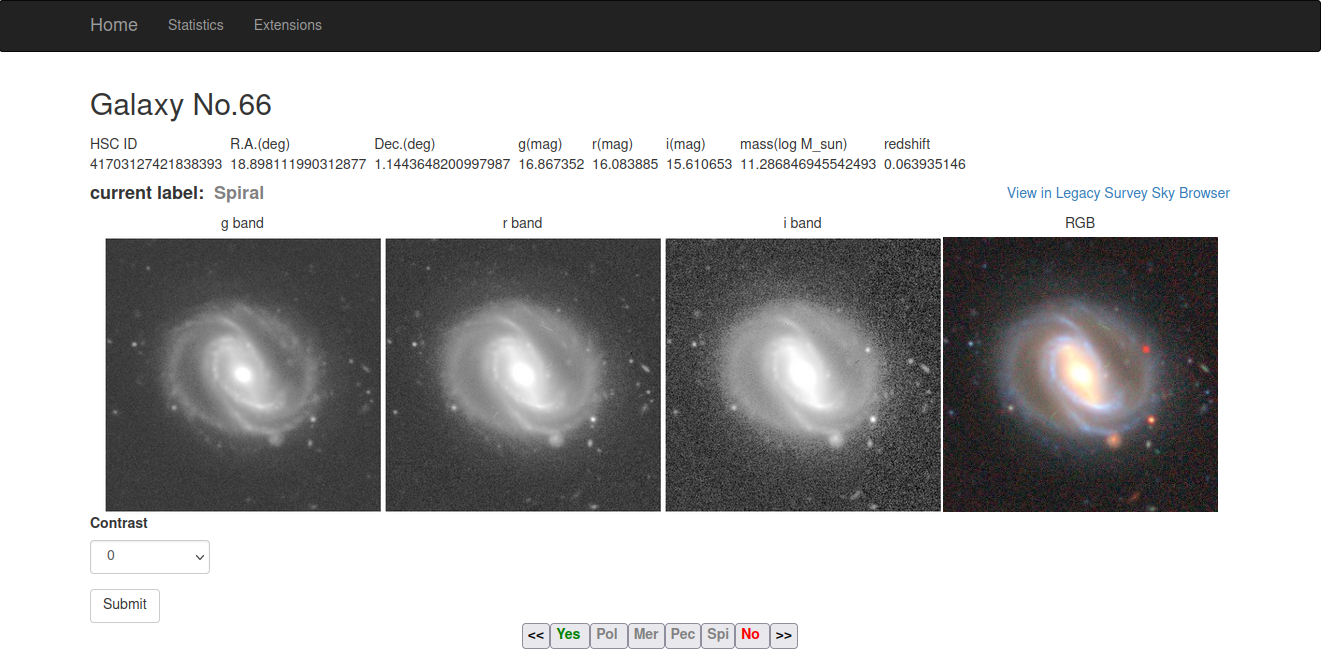 Home Statistics Extensions
Galaxy No.66
HSC ID R.A.(deg) Dec.(deg) g(mag) r(mag) i(mag) mass(log M_sun) redshift
41703127421838393 18.898111990312877 1.1443648200997987 16.867352 16.083885 15.610653 11.286846945542493 0.063935146
current label: Spiral View in Legacy Survey Sky Browser
g band r band i band RGB
Contrast
0
Submit
<< Yes Pol Mer Pec Spi No >>